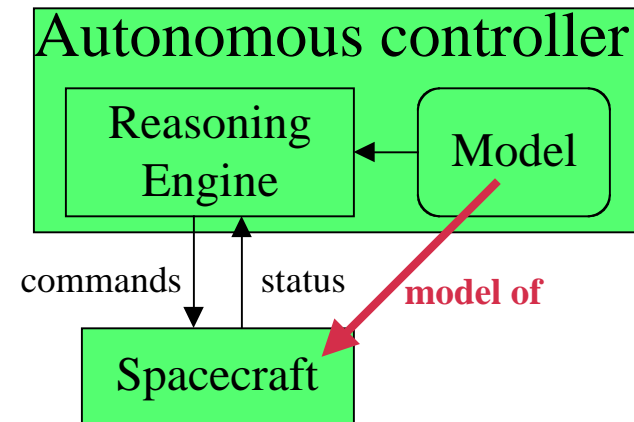 Autonomous controller
Reasoning
Engine
Model
commands
status
model of
Spacecraft